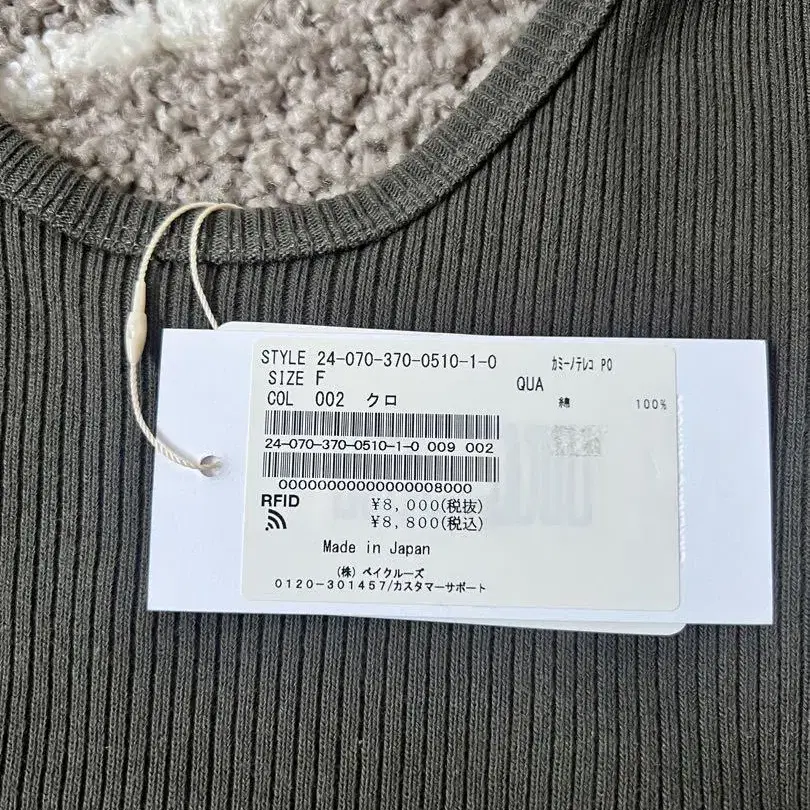 STYLE 24-070-370-0510-1-0 カミーノテレコ PO
SIZE F QUA
COL 002 クロ 綿 100%
24-070-370-0510-1-0 009 002
00000000000000008000
RFID
¥8,000(税抜)
¥8,800(税込)
Made in Japan
(株) ベイクルーズ
0120-301457/カスタマーサポート